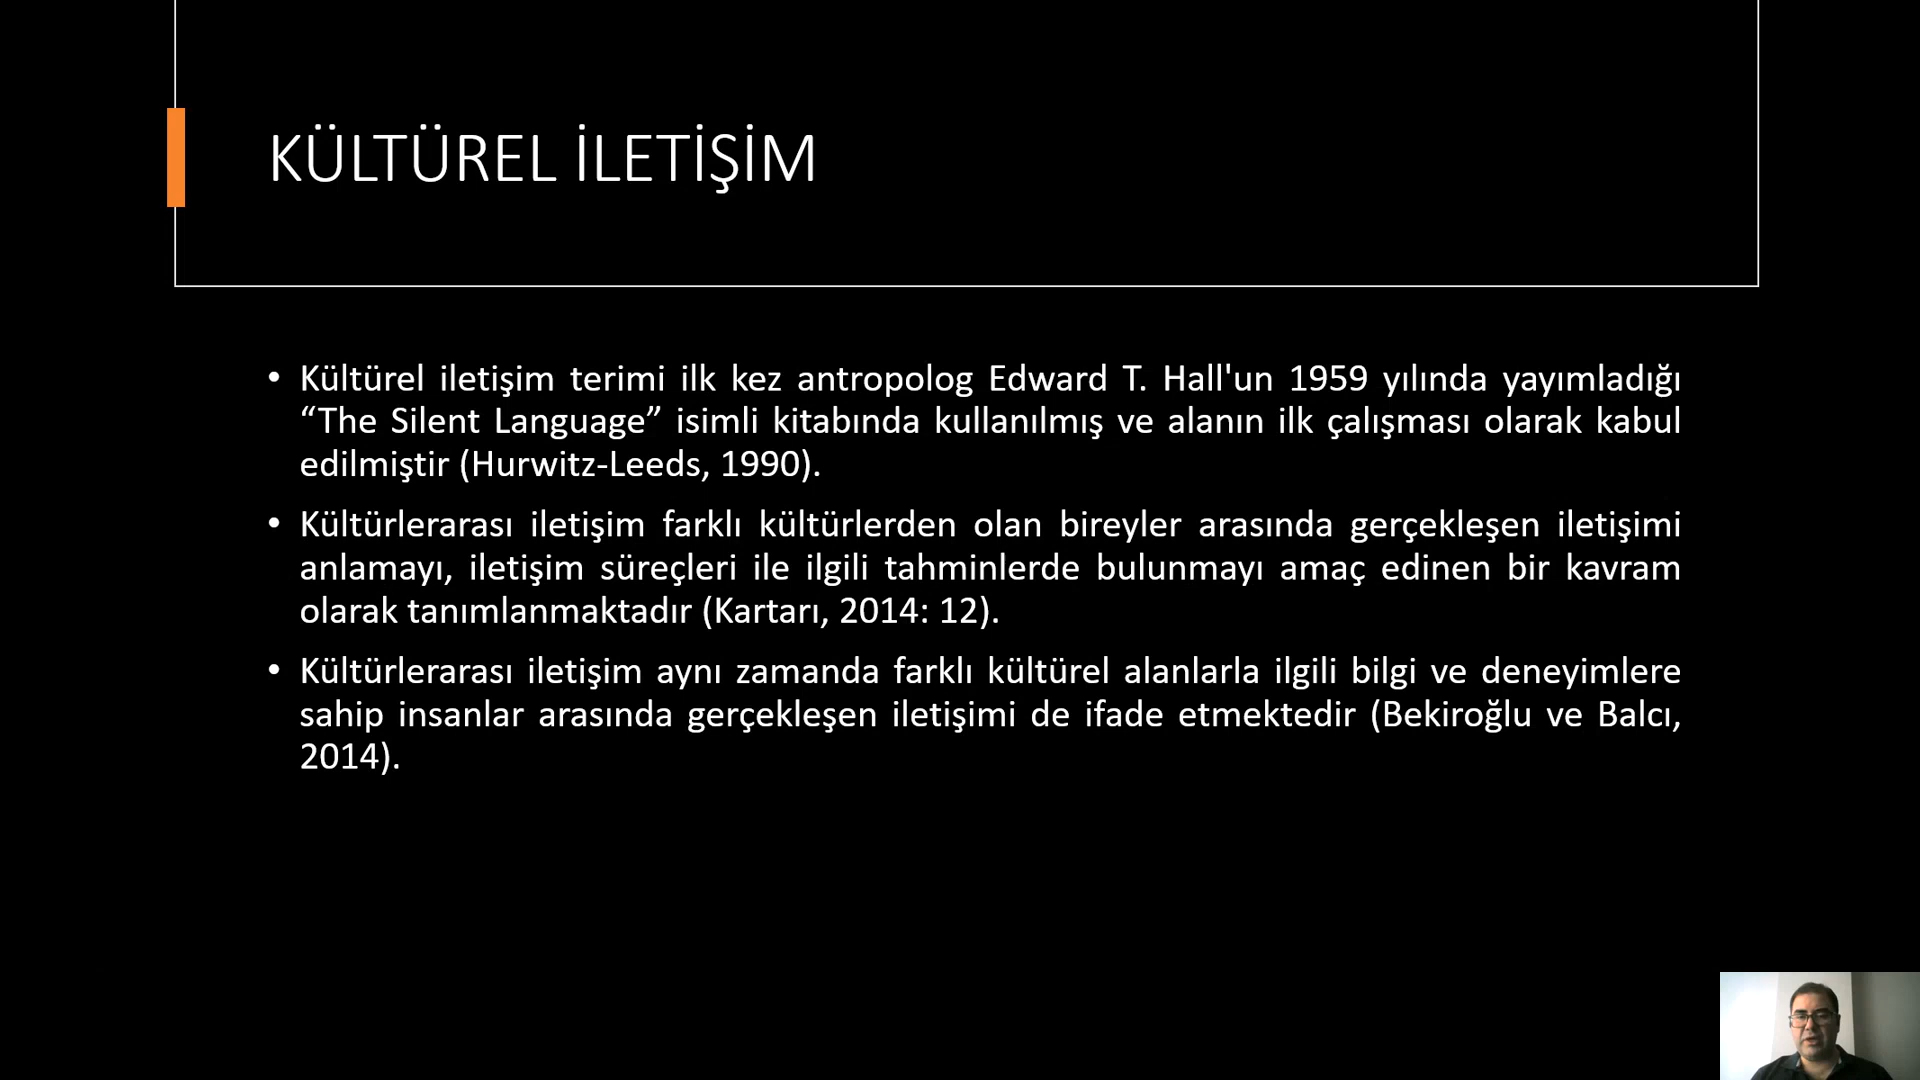 KÜLTÜREL İLETİŞİM
• Kültürel iletişim terimi ilk kez antropolog Edward T. Hall'un 1959 yılında yayımladığı
“The Silent Language” isimli kitabında kullanılmış ve alanın ilk çalışması olarak kabul
edilmiştir (Hurwitz-Leeds, 1990).
• Kültürlerarası iletişim farklı kültürlerden olan bireyler arasında gerçekleşen iletişimi
anlamayı, iletişim süreçleri ile ilgili tahminlerde bulunmayı amaç edinen bir kavram
olarak tanımlanmaktadır (Kartarı, 2014: 12).
• Kültürlerarası iletişim aynı zamanda farklı kültürel alanlarla ilgili bilgi ve deneyimlere
sahip insanlar arasında gerçekleşen iletişimi de ifade etmektedir (Bekiroğlu ve Balcı,
2014).